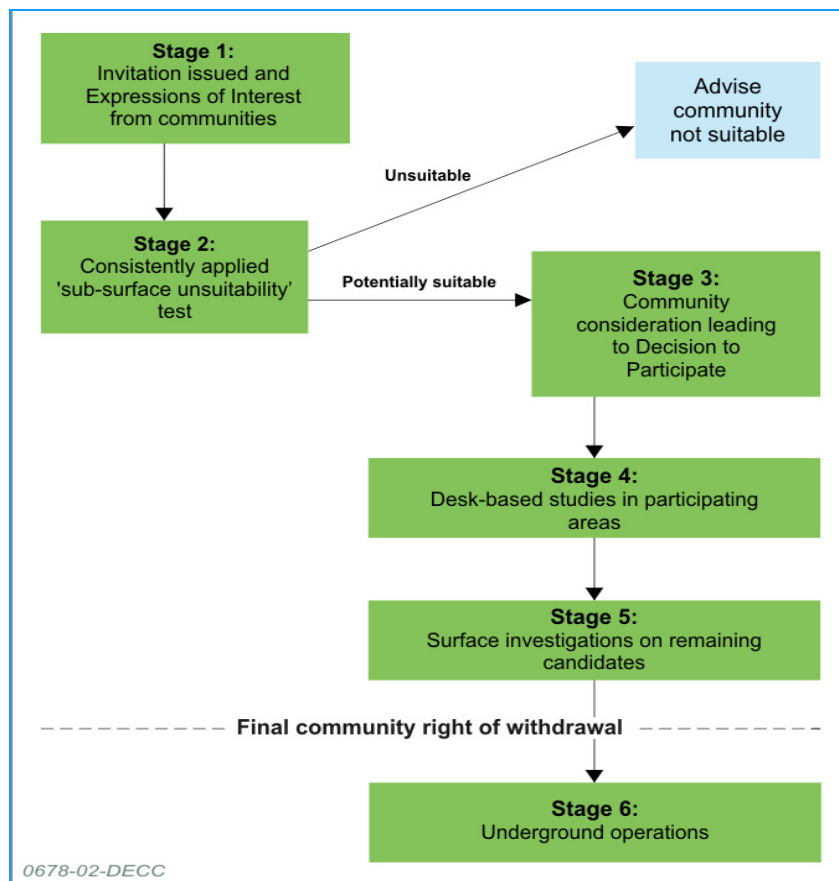 Stage 1:
Invitation issued and
Expressions of Interest
from communities
Advise
community
not suitable
Unsuitable
Stage 2:
Consistently applied
'sub-surface unsuitability’
test
Potentially suitable
Stage 3:
Community
consideration leading
to Decision to
Participate
Stage 4:
Desk-based studies in participating
areas
Stage 5:
Surface investigations on remaining
candidates
Final community right of withdrawal
Stage 6:
Underground operations
0678-02-DECC